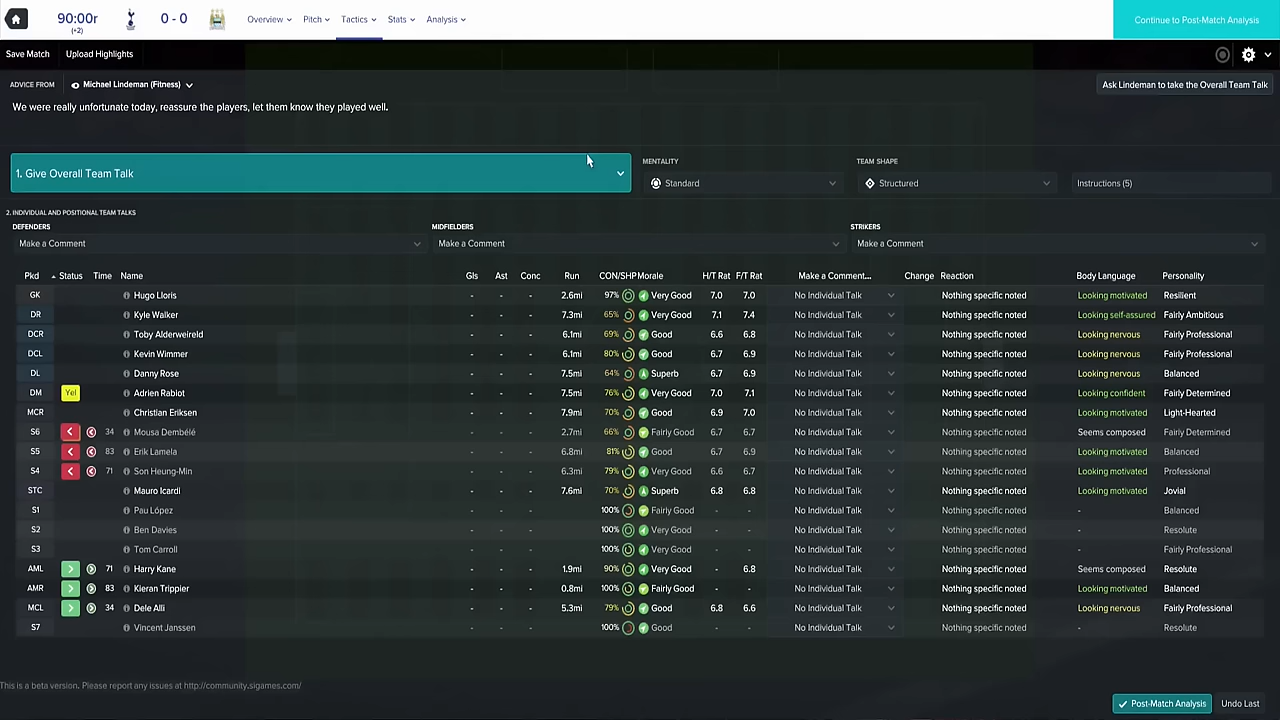 90:00r (+2) 0 - 0 Overview Pitch Tactics Stats Analysis Continue to Post-Match Analysis
Save Match Upload Highlights
ADVICE FROM Michael Lindeman (Fitness) Ask Lindeman to take the Overall Team Talk
We were really unfortunate today, reassure the players, let them know they played well.
MENTALITY TEAM SHAPE
1. Give Overall Team Talk Standard Structured Instructions (5)
2. INDIVIDUAL AND POSITIONAL TEAM TALKS
DEFENDERS MIDFIELDERS STRIKERS
Make a Comment Make a Comment Make a Comment
Pkd Status Time Name Gls Ast Conc Run CON/SHP Morale H/T Rat F/T Rat Make a Comment... Change Reaction Body Language Personality
GK Hugo Lloris - - - 2.6mi 97% Very Good 7.0 7.0 No Individual Talk Nothing specific noted Looking motivated Resilient
DR Kyle Walker - - - 7.3mi 65% Very Good 7.1 7.4 No Individual Talk Nothing specific noted Looking self-assured Fairly Ambitious
DCR Toby Alderweireld - - - 6.1mi 69% Good 6.6 6.8 No Individual Talk Nothing specific noted Looking nervous Fairly Professional
DCL Kevin Wimmer - - - 6.1mi 80% Good 6.7 6.9 No Individual Talk Nothing specific noted Looking nervous Fairly Professional
DL Danny Rose - - - 7.5mi 64% Superb 6.7 6.9 No Individual Talk Nothing specific noted Looking nervous Balanced
DM Yel Adrien Rabiot - - - 7.5mi 76% Very Good 7.0 7.1 No Individual Talk Nothing specific noted Looking confident Fairly Determined
MCR Christian Eriksen - - - 7.9mi 70% Good 6.9 7.0 No Individual Talk Nothing specific noted Looking motivated Light-Hearted
S6 34 Mousa Dembélé - - - 2.7mi 66% Fairly Good 6.7 6.7 No Individual Talk Nothing specific noted Seems composed Fairly Determined
S5 83 Erik Lamela - - - 6.8mi 81% Good 6.7 6.9 No Individual Talk Nothing specific noted Looking motivated Balanced
S4 71 Son Heung-Min - - - 6.3mi 79% Very Good 6.6 6.7 No Individual Talk Nothing specific noted Looking motivated Professional
STC Mauro Icardi - - - 7.6mi 70% Superb 6.8 6.8 No Individual Talk Nothing specific noted Looking motivated Jovial
S1 Pau López - - - 100% Fairly Good - - No Individual Talk Nothing specific noted - Balanced
S2 Ben Davies - - - 100% Very Good - - No Individual Talk Nothing specific noted - Resolute
S3 Tom Carroll - - - 100% Very Good - - No Individual Talk Nothing specific noted - Fairly Professional
AML 71 Harry Kane - - - 1.9mi 90% Very Good - 6.8 No Individual Talk Nothing specific noted Seems composed Resolute
AMR 83 Kieran Trippier - - - 0.8mi 100% Fairly Good - - No Individual Talk Nothing specific noted Looking motivated Balanced
MCL 34 Dele Alli - - - 5.3mi 79% Good 6.8 6.6 No Individual Talk Nothing specific noted Looking nervous Fairly Professional
S7 Vincent Janssen - - - 100% Good - - No Individual Talk Nothing specific noted - Resolute
This is a beta version. Please report any issues at http://community.sigames.com/
Post-Match Analysis Undo Last